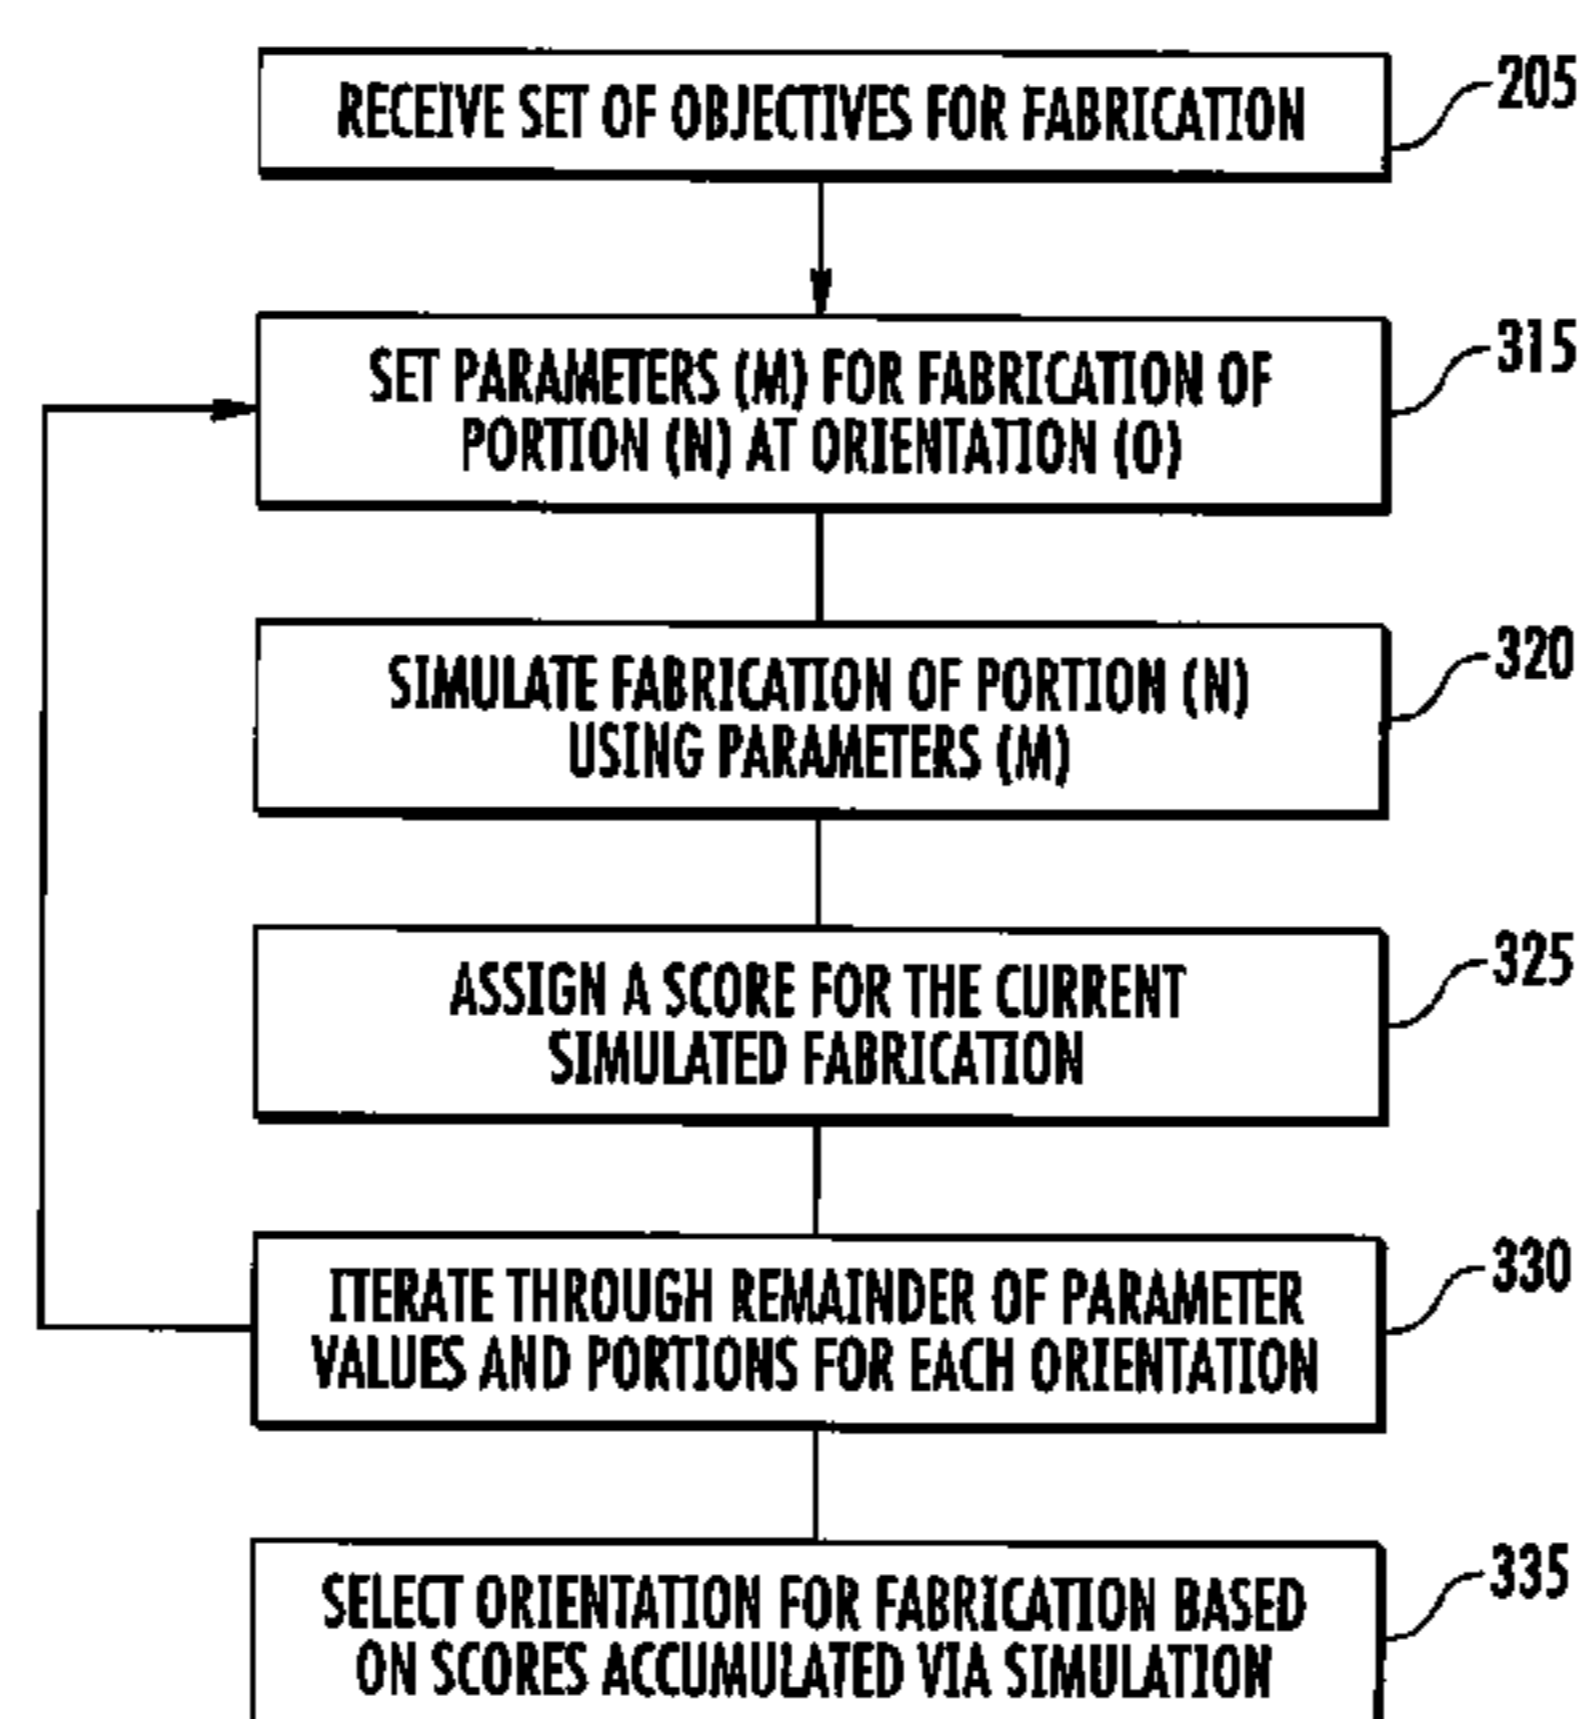 RECEIVE SET OF OBJECTIVES FOR FABRICATION
205
SET PARAMETERS (M) FOR FABRICATION OF
PORTION (N) AT ORIENTATION (O)
315
SIMULATE FABRICATION OF PORTION (N)
USING PARAMETERS (M)
320
ASSIGN A SCORE FOR THE CURRENT
SIMULATED FABRICATION
325
ITERATE THROUGH REMAINDER OF PARAMETER
VALUES AND PORTIONS FOR EACH ORIENTATION
330
SELECT ORIENTATION FOR FABRICATION BASED
ON SCORES ACCUMULATED VIA SIMULATION
335